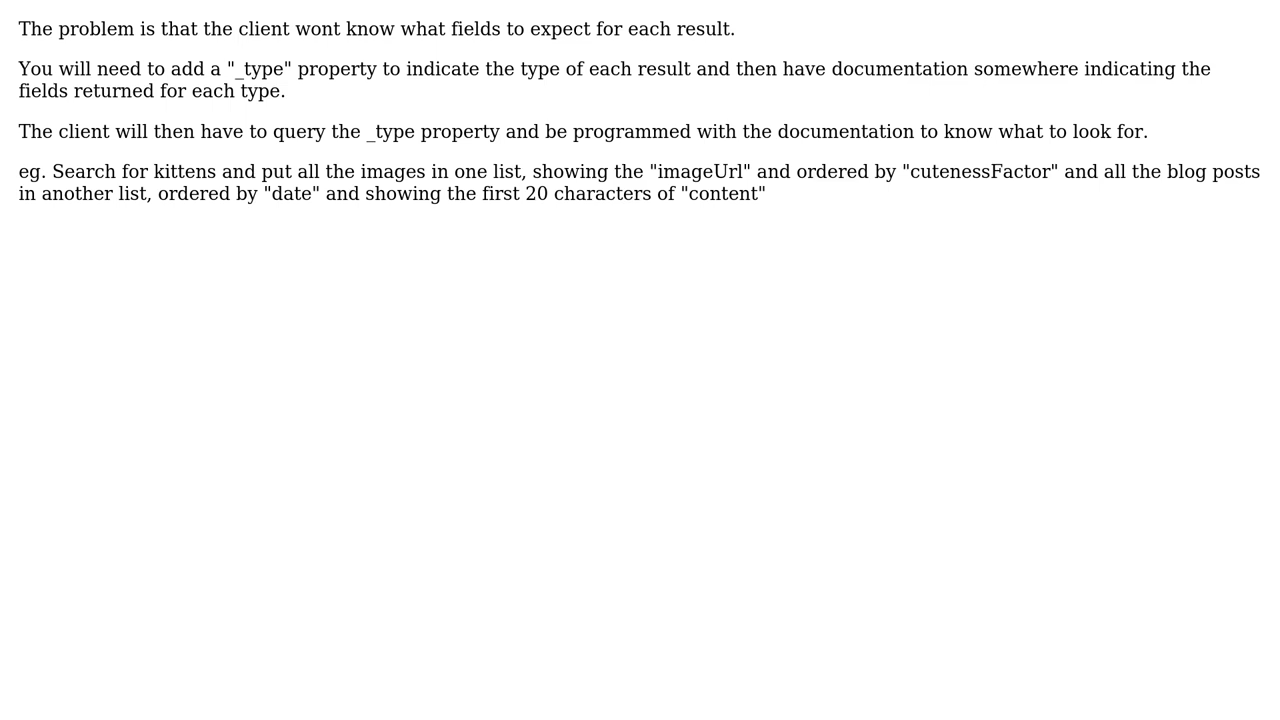 The problem is that the client wont know what fields to expect for each result.
You will need to add a "_type" property to indicate the type of each result and then have documentation somewhere indicating the
fields returned for each type.
The client will then have to query the _type property and be programmed with the documentation to know what to look for.
eg. Search for kittens and put all the images in one list, showing the "imageUrl" and ordered by "cutenessFactor" and all the blog posts
in another list, ordered by "date" and showing the first 20 characters of "content"